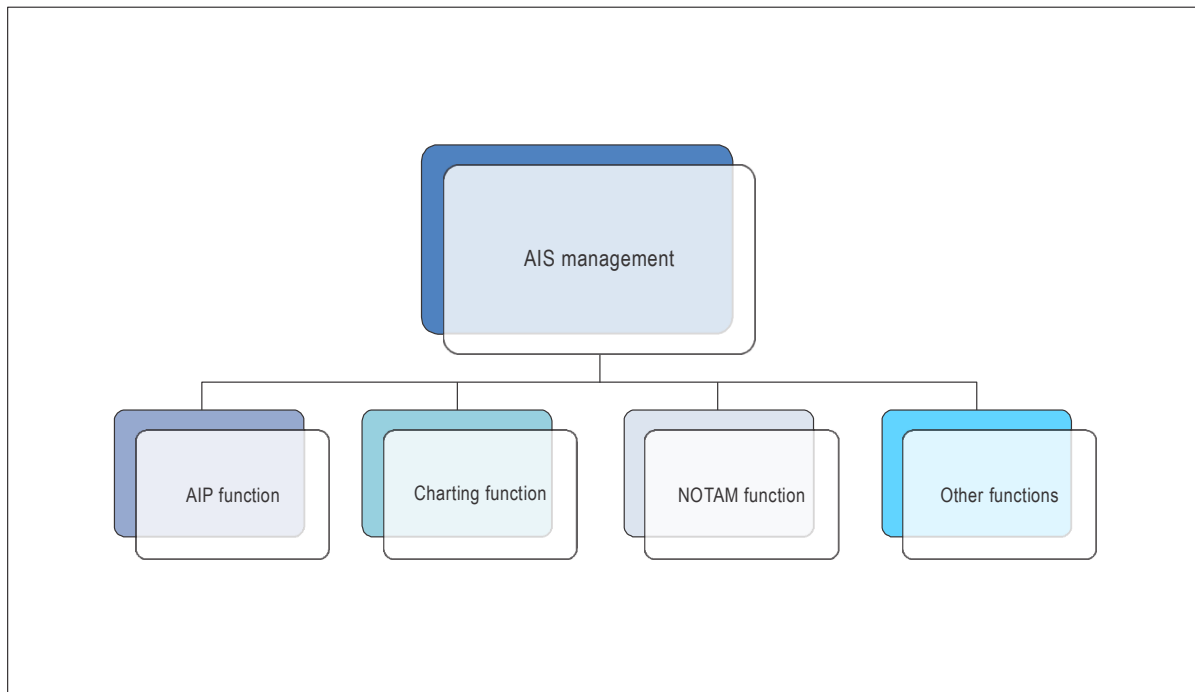 AIS management
AIP function
Charting function
NOTAM function
Other functions